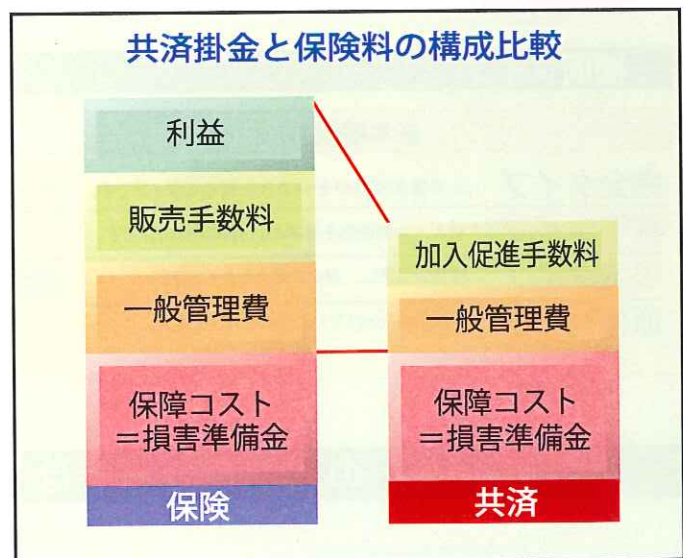 共済掛金と保険料の構成比較
利益
販売手数料
一般管理費
保障コスト
＝損害準備金
保険
加入促進手数料
一般管理費
保障コスト
＝損害準備金
共済